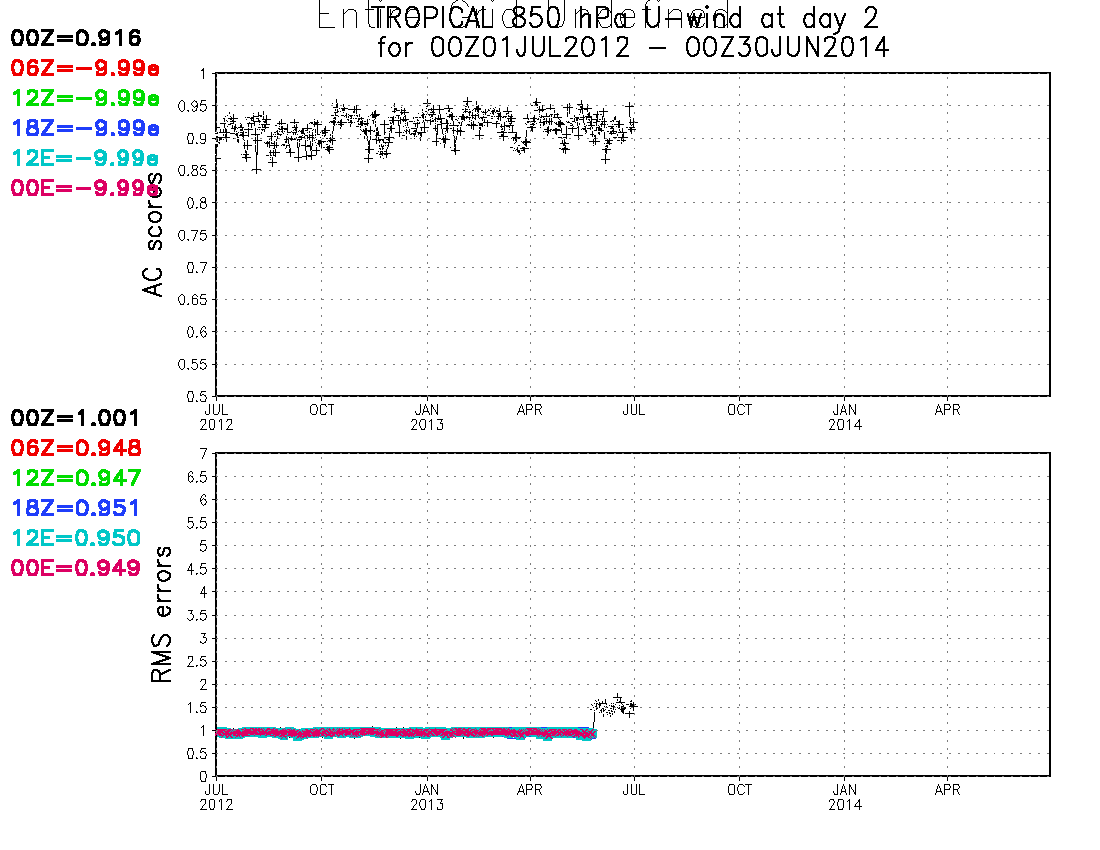 Entire Grid Undefined
TROPICAL 850 hPa U-wind at day 2
for 00Z01JUL2012 - 00Z30JUN2014
00Z=0.916
06Z=-9.99e
12Z=-9.99e
18Z=-9.99e
12E=-9.99e
00E=-9.99e
AC scores
1
0.95
0.9
0.85
0.8
0.75
0.7
0.65
0.6
0.55
0.5
JUL OCT JAN APR JUL OCT JAN APR
2012 2013 2014
00Z=1.001
06Z=0.948
12Z=0.947
18Z=0.951
12E=0.950
00E=0.949
RMS errors
7
6.5
6
5.5
5
4.5
4
3.5
3
2.5
2
1.5
1
0.5
0
JUL OCT JAN APR JUL OCT JAN APR
2012 2013 2014